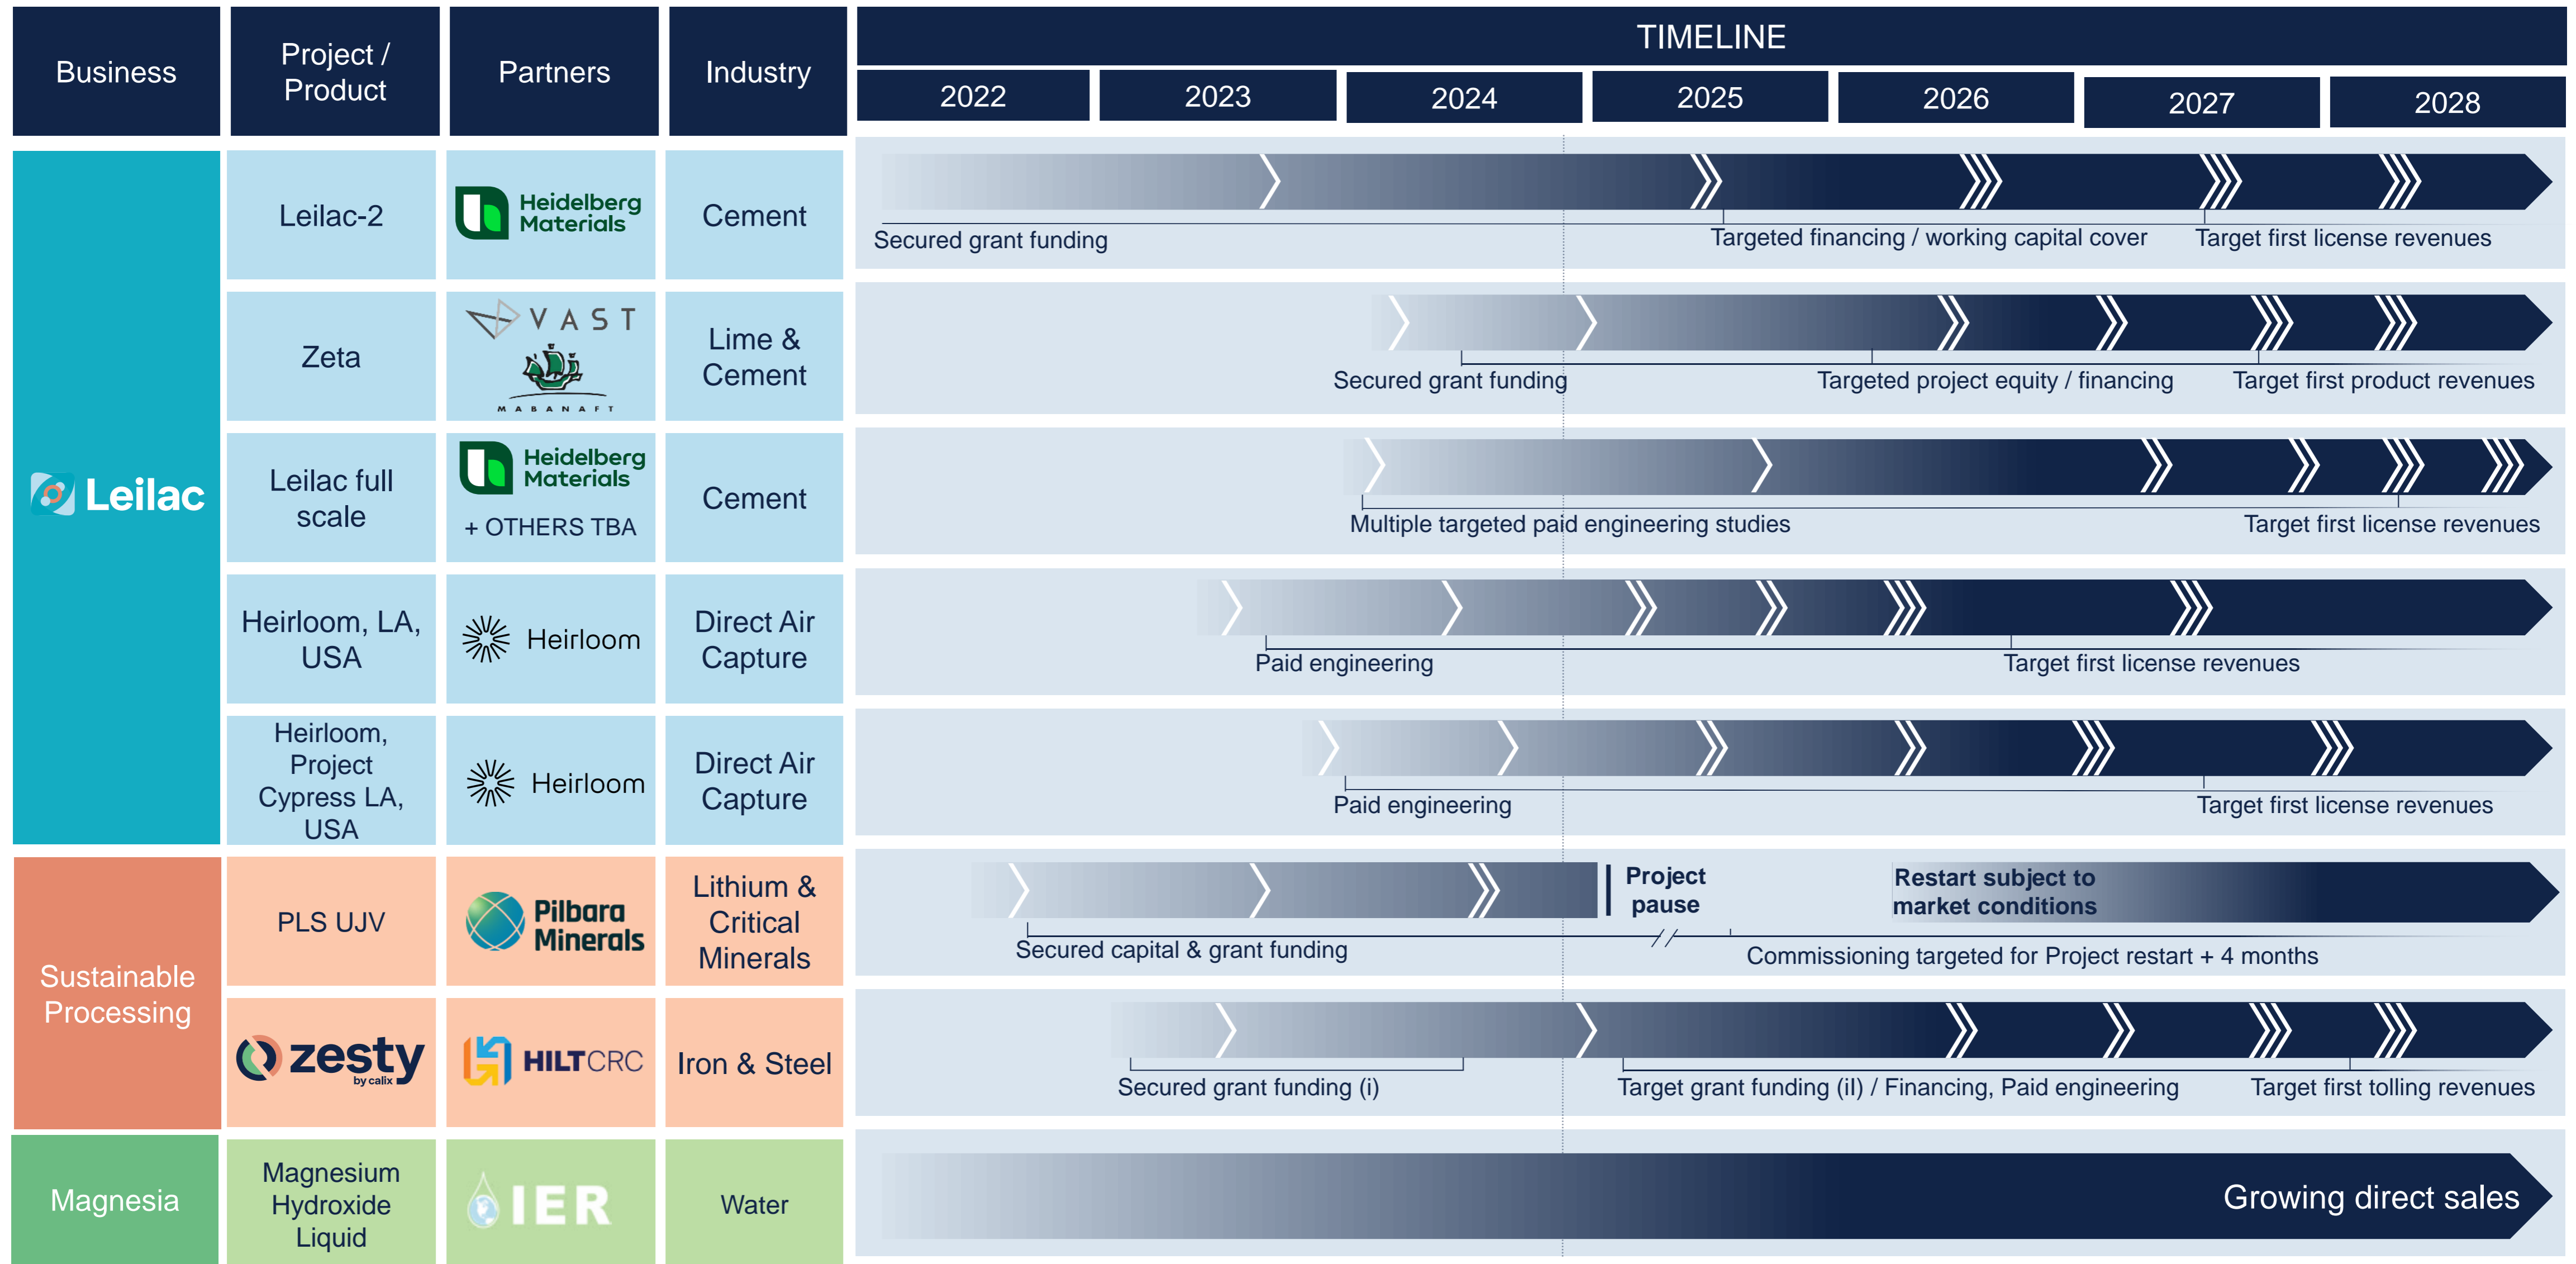 Business
Project /
Product
Partners
Industry
TIMELINE
2022
2023
2024
2025
2026
2027
2028
Leilac
Leilac-2
Heidelberg
Materials
Cement
Secured grant funding
Targeted financing / working capital cover
Target first license revenues
Zeta
VAST
MABANAFT
Lime &
Cement
Secured grant funding
Targeted project equity / financing
Target first product revenues
Leilac full
scale
Heidelberg
Materials
+ OTHERS TBA
Cement
Multiple targeted paid engineering studies
Target first license revenues
Heirloom, LA,
USA
Heirloom
Direct Air
Capture
Paid engineering
Target first license revenues
Heirloom,
Project
Cypress LA,
USA
Heirloom
Direct Air
Capture
Paid engineering
Target first license revenues
Sustainable
Processing
PLS UJV
Pilbara
Minerals
Lithium &
Critical
Minerals
Project
pause
Restart subject to
market conditions
Secured capital & grant funding
Commissioning targeted for Project restart + 4 months
zesty
by calix
HILTCRC
Iron & Steel
Secured grant funding (i)
Target grant funding (iI) / Financing, Paid engineering
Target first tolling revenues
Magnesia
Magnesium
Hydroxide
Liquid
IER
Water
Growing direct sales